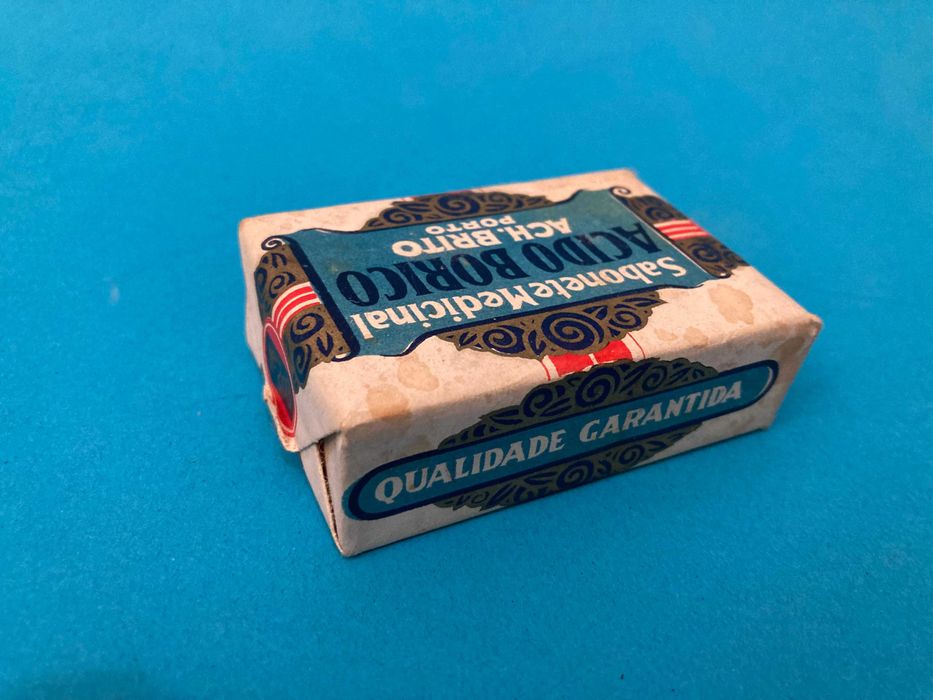 Sabonete Medicinal
ACIDO BORICO
ACH. BRITO
PORTO
QUALIDADE GARANTIDA